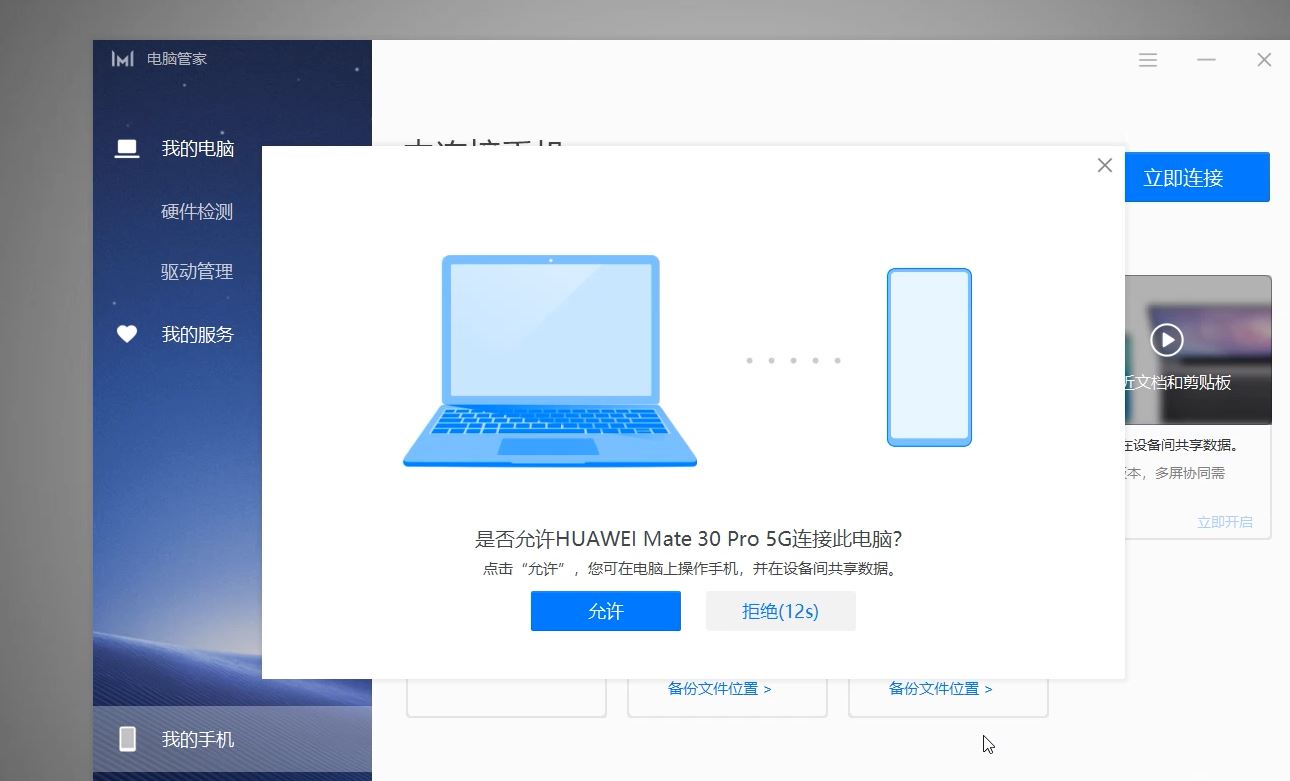 电脑管家
我的电脑
硬件检测
驱动管理
我的服务
我的手机
立即连接
近文档和剪贴板
在设备间共享数据。
本，多屏协同需
立即开启
是否允许HUAWEI Mate 30 Pro 5G连接此电脑?
点击“允许”，您可在电脑上操作手机，并在设备间共享数据。
允许
拒绝(12s)
备份文件位置 >
备份文件位置 >